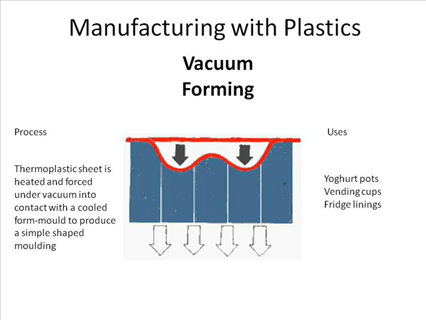 Manufacturing with Plastics
Vacuum
Forming
Process
Uses
Thermoplastic sheet is
heated and forced
under vacuum into
contact with a cooled
form-mould to produce
a simple shaped
moulding
Yoghurt pots
Vending cups
Fridge linings